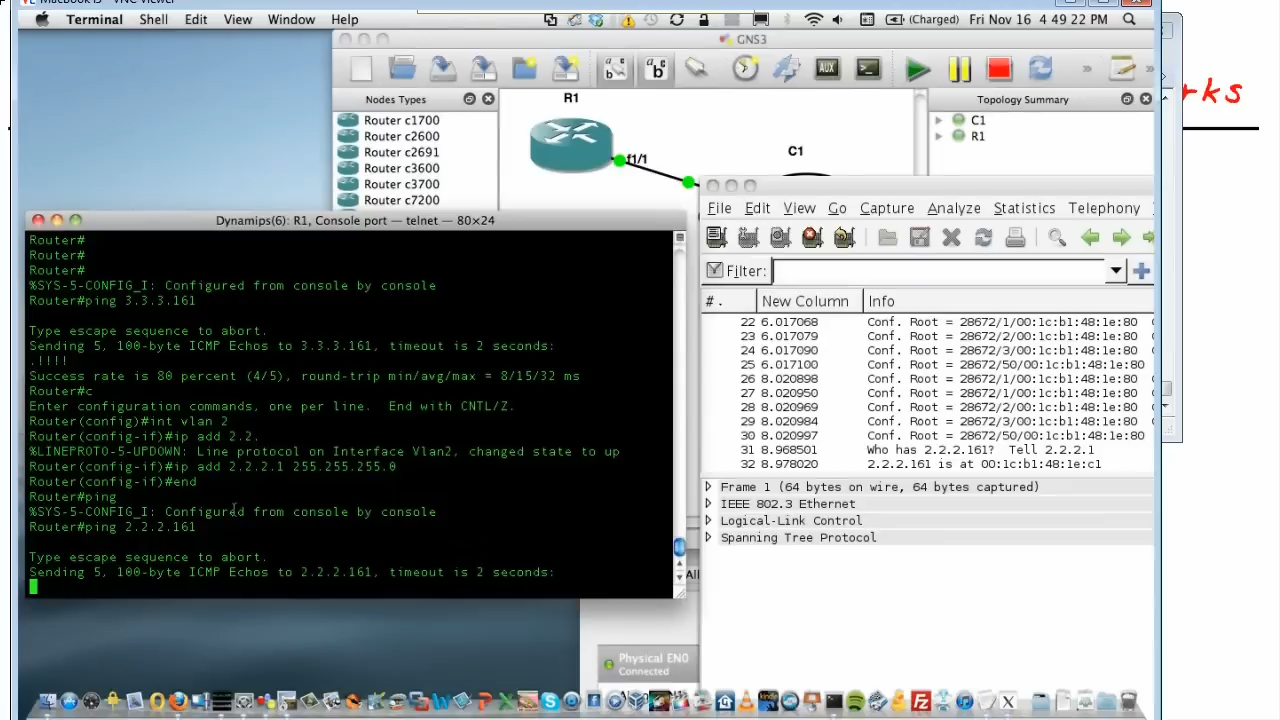 MacBook i5 - VNC Viewer
Terminal Shell Edit View Window Help
(Charged) Fri Nov 16 4:49:22 PM
GNS3
rks
AUX
Nodes Types
Router c1700
Router c2600
Router c2691
Router c3600
Router c3700
Router c7200
R1
f1/1
C1
Topology Summary
C1
R1
Dynamips(6): R1, Console port — telnet — 80×24
Router#
Router#
Router#
%SYS-5-CONFIG_I: Configured from console by console
Router#ping 3.3.3.161
Type escape sequence to abort.
Sending 5, 100-byte ICMP Echos to 3.3.3.161, timeout is 2 seconds:
.!!!!
Success rate is 80 percent (4/5), round-trip min/avg/max = 8/15/32 ms
Router#c
Enter configuration commands, one per line.  End with CNTL/Z.
Router(config)#int vlan 2
Router(config-if)#ip add 2.2.
%LINEPROTO-5-UPDOWN: Line protocol on Interface Vlan2, changed state to up
Router(config-if)#ip add 2.2.2.1 255.255.255.0
Router(config-if)#end
Router#ping
%SYS-5-CONFIG_I: Configured from console by console
Router#ping 2.2.2.161
Type escape sequence to abort.
Sending 5, 100-byte ICMP Echos to 2.2.2.161, timeout is 2 seconds:
File Edit View Go Capture Analyze Statistics Telephony
Filter:
#. New Column Info
22 6.017068 Conf. Root = 28672/1/00:1c:b1:48:1e:80
23 6.017079 Conf. Root = 28672/2/00:1c:b1:48:1e:80
24 6.017090 Conf. Root = 28672/3/00:1c:b1:48:1e:80
25 6.017100 Conf. Root = 28672/50/00:1c:b1:48:1e:80
26 8.020898 Conf. Root = 28672/1/00:1c:b1:48:1e:80
27 8.020950 Conf. Root = 28672/1/00:1c:b1:48:1e:80
28 8.020969 Conf. Root = 28672/2/00:1c:b1:48:1e:80
29 8.020984 Conf. Root = 28672/3/00:1c:b1:48:1e:80
30 8.020997 Conf. Root = 28672/50/00:1c:b1:48:1e:80
31 8.968501 Who has 2.2.2.161?  Tell 2.2.2.1
32 8.978020 2.2.2.161 is at 00:1c:b1:48:1e:c1
Frame 1 (64 bytes on wire, 64 bytes captured)
IEEE 802.3 Ethernet
Logical-Link Control
Spanning Tree Protocol
All
Physical EN0
Connected